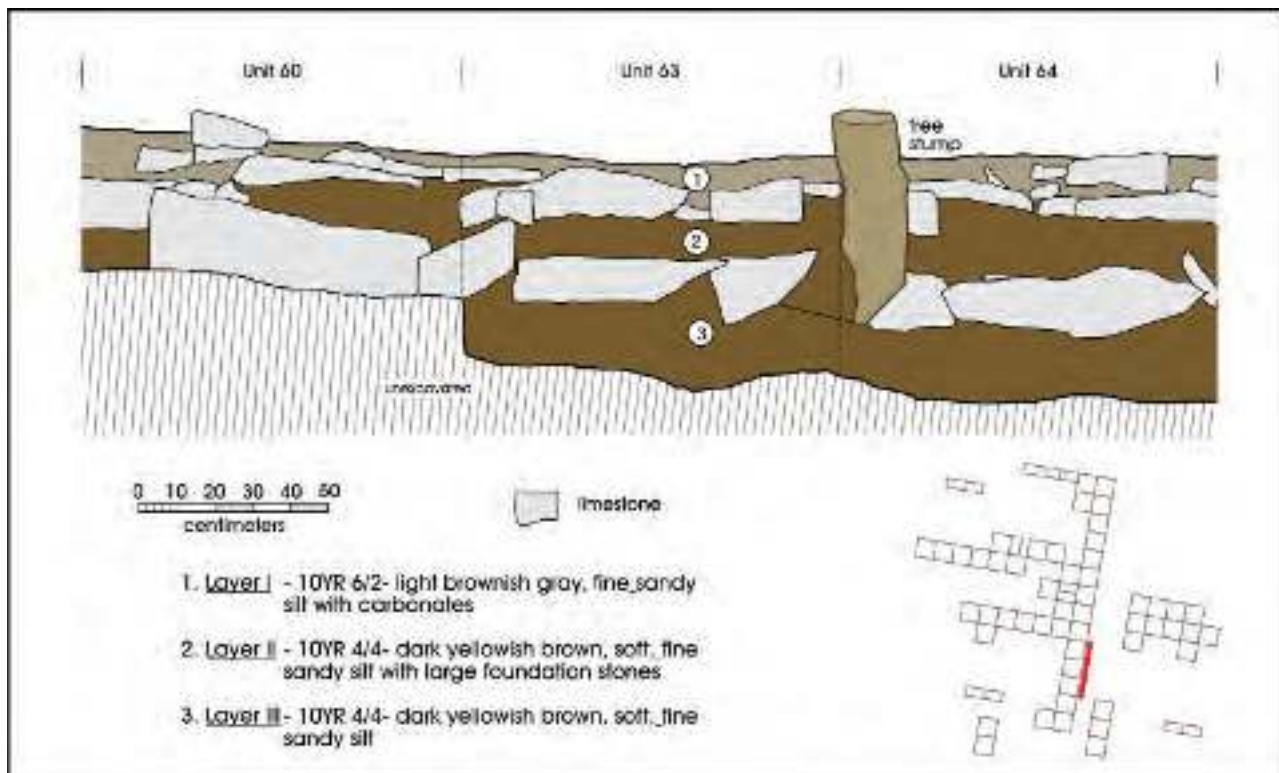 Unit 60 Unit 63 Unit 64
tree
stump
1
2
3
unexcavated
0 10 20 30 40 50
centimeters
limestone
1. Layer I - 10YR 6/2- light brownish gray, fine sandy
silt with carbonates
2. Layer II - 10YR 4/4- dark yellowish brown, soft, fine
sandy silt with large foundation stones
3. Layer III - 10YR 4/4- dark yellowish brown, soft, fine
sandy silt